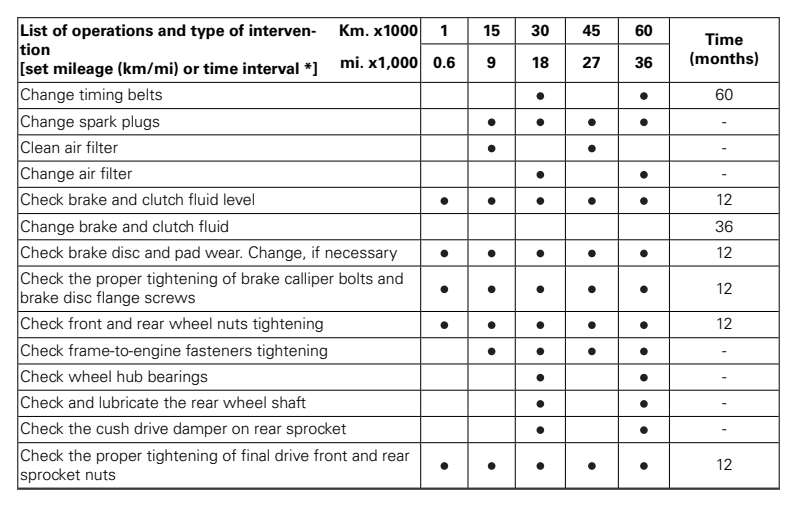 List of operations and type of interven- Km. x1000 1 15 30 45 60 Time
tion
[set mileage (km/mi) or time interval *] mi. x1,000 0.6 9 18 27 36 (months)
Change timing belts ● ● 60
Change spark plugs ● ● ● ● -
Clean air filter ● ● -
Change air filter ● ● -
Check brake and clutch fluid level ● ● ● ● ● 12
Change brake and clutch fluid 36
Check brake disc and pad wear. Change, if necessary ● ● ● ● ● 12
Check the proper tightening of brake calliper bolts and
brake disc flange screws ● ● ● ● ● 12
Check front and rear wheel nuts tightening ● ● ● ● ● 12
Check frame-to-engine fasteners tightening ● ● ● ● -
Check wheel hub bearings ● ● -
Check and lubricate the rear wheel shaft ● ● -
Check the cush drive damper on rear sprocket ● ● -
Check the proper tightening of final drive front and rear
sprocket nuts ● ● ● ● ● 12